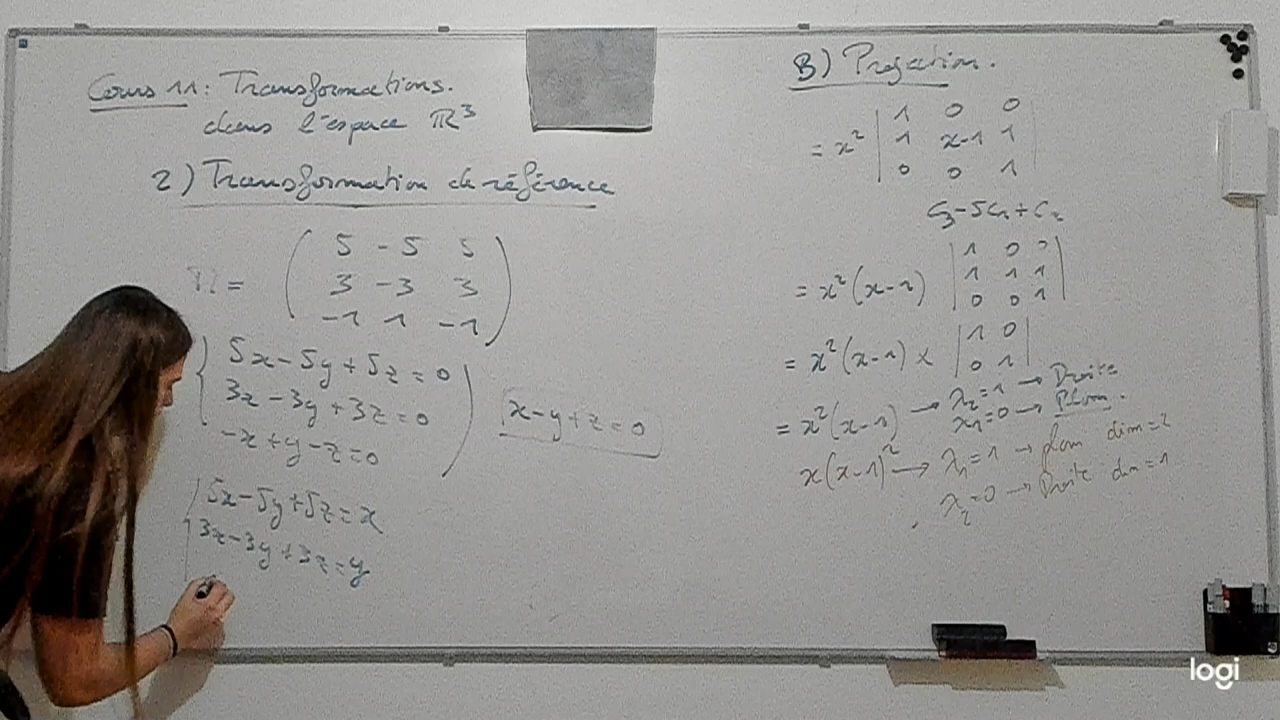 Cours 11: Transformations.
dans l'espace ℝ³
2) Transformation de référence
M =
( 5 -5 5 )
( 3 -3 3 )
( -1 1 -1 )
{ 5x-5y+5z=0
3x-3y+3z=0
-x+y-z=0 )
x-y+z=0
{ 5x-5y+5z=x
3x-3y+3z=y
B) Projection.
= x² | 1 0 0 |
| 1 x-1 1 |
| 0 0 1 |
C₃-5C₁+C₂
= x²(x-1) | 1 0 0 |
| 1 1 1 |
| 0 0 1 |
= x²(x-1) x | 1 0 |
| 0 1 |
= x²(x-1) → λ₂=1 → Droite
λ₁=0 → Plan.
x(x-1)² → λ₁=1 → Plan dim=2
λ₂=0 → Droite dim=1
logi